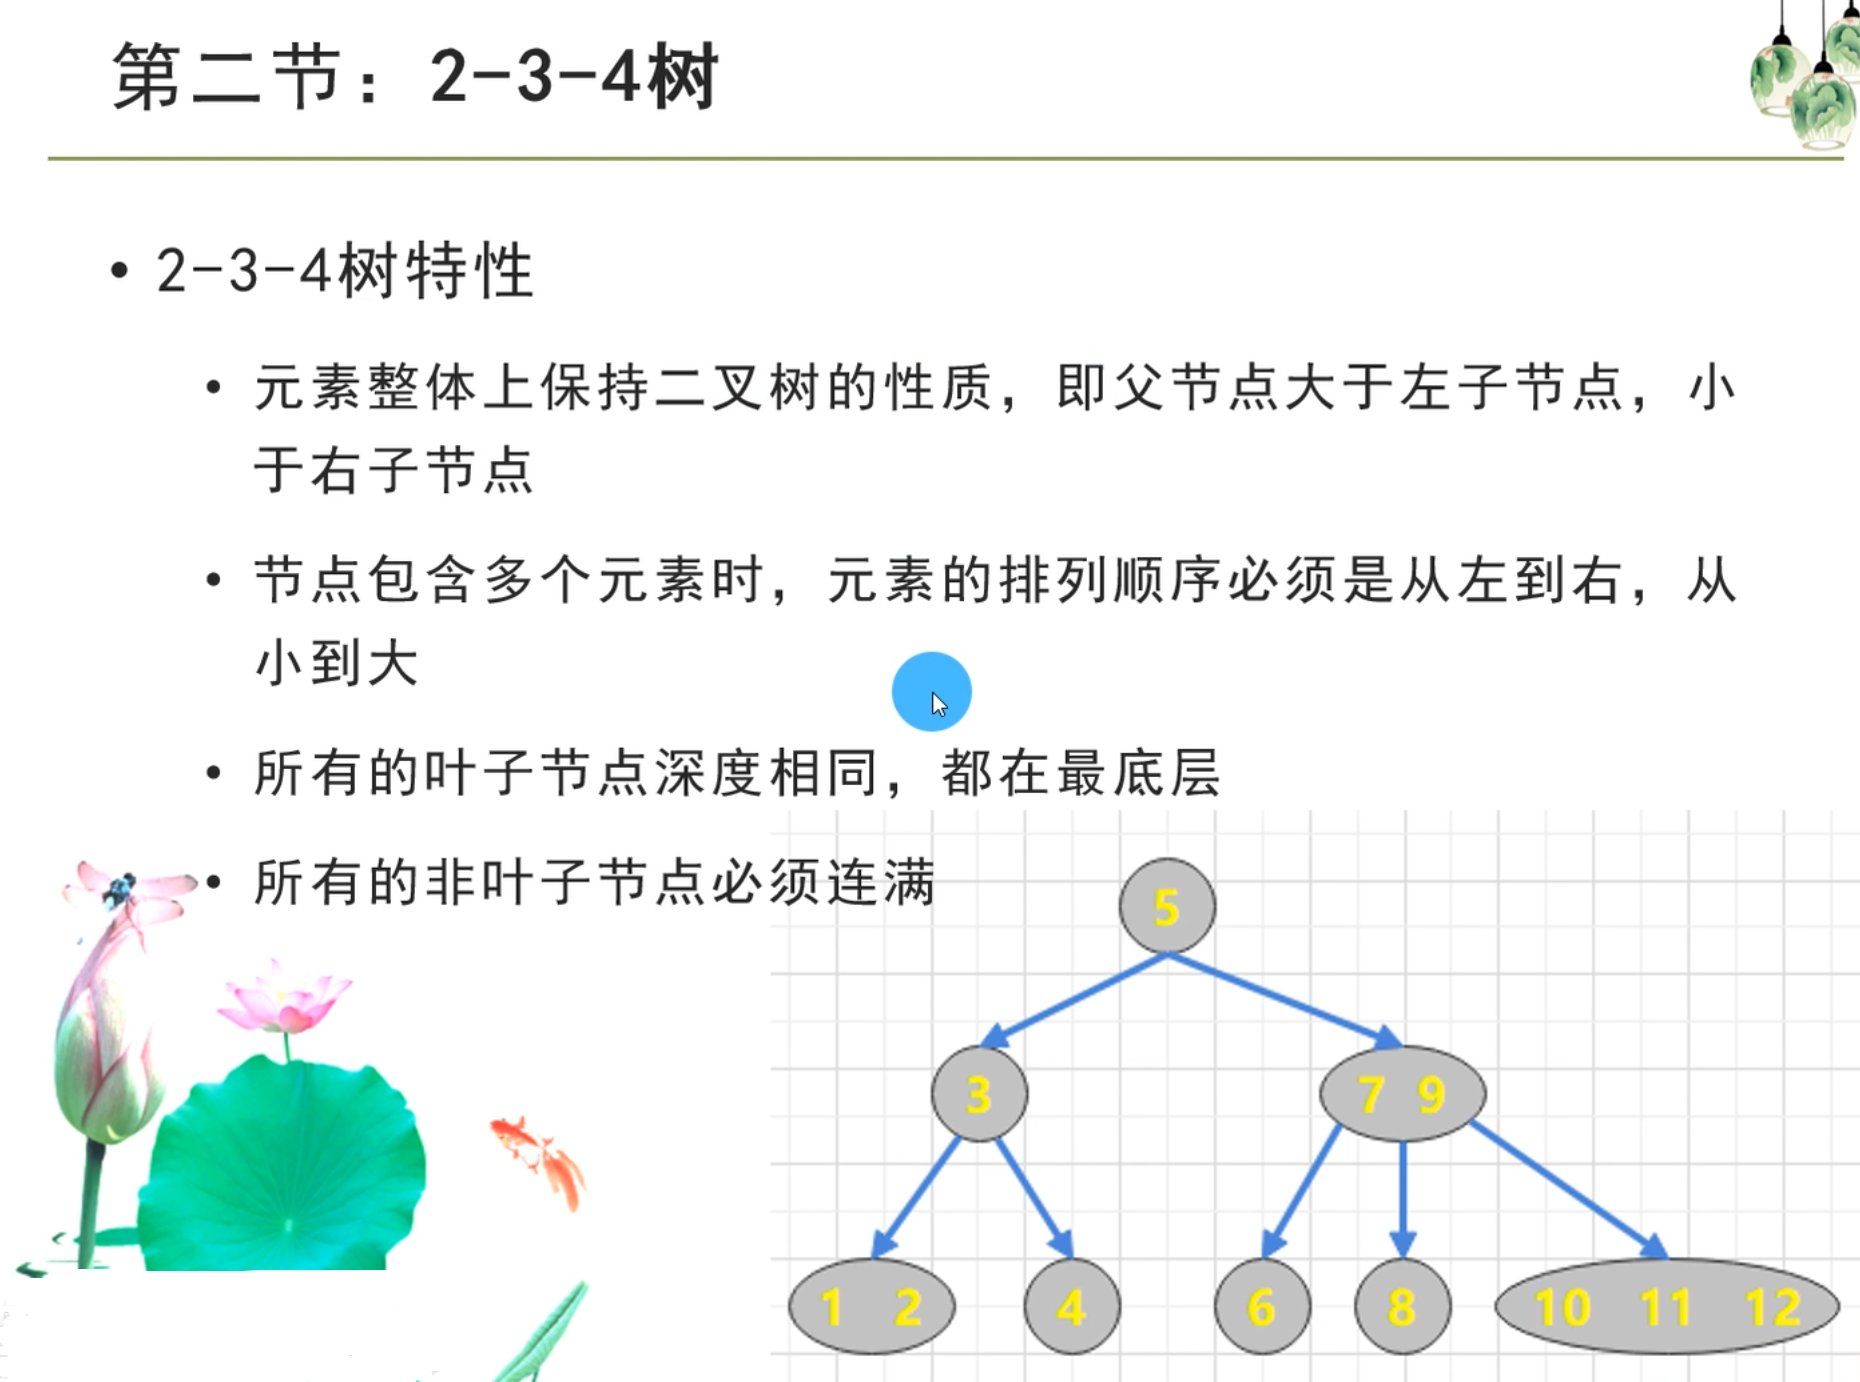 第二节：2-3-4树
• 2-3-4树特性
• 元素整体上保持二叉树的性质，即父节点大于左子节点，小
于右子节点
• 节点包含多个元素时，元素的排列顺序必须是从左到右，从
小到大
• 所有的叶子节点深度相同，都在最底层
• 所有的非叶子节点必须连满
5
3 7 9
1 2 4 6 8 10 11 12